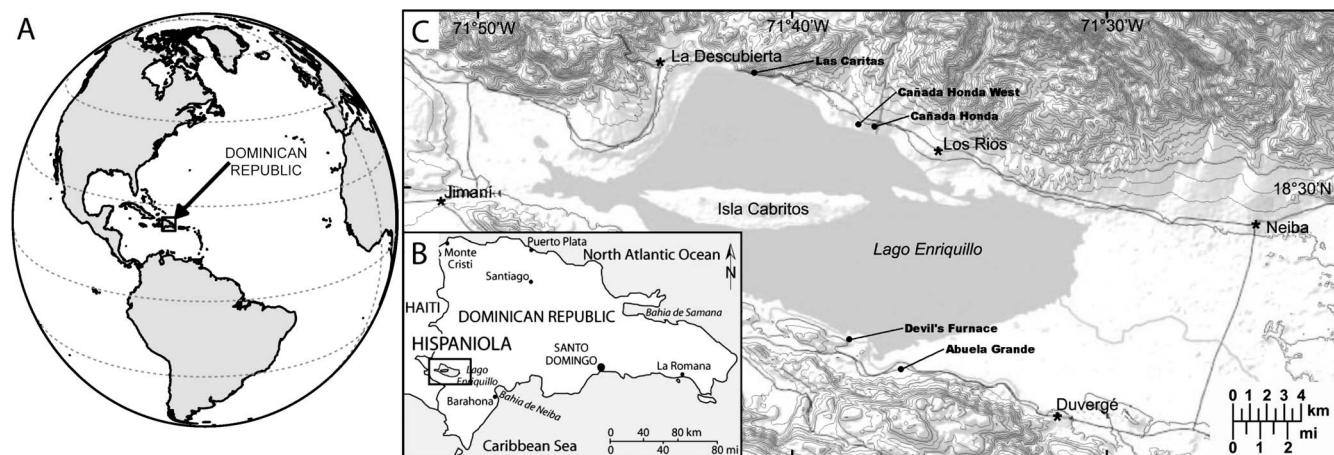 A
DOMINICAN
REPUBLIC
C
71°50'W
71°40'W
71°30'W
La Descubierta
Las Caritas
Cañada Honda West
Cañada Honda
Los Rios
18°30'N
Jimaní
Isla Cabritos
Neiba
Lago Enriquillo
Devil's Furnace
Abuela Grande
Duvergé
0 1 2 3 4
km
mi
0 1 2
B
Puerto Plata
North Atlantic Ocean
Monte
Cristi
N
Santiago
HAITI
DOMINICAN REPUBLIC
Bahia de Samana
HISPANIOLA
SANTO
DOMINGO
La Romana
Lago
Enriquillo
Barahona
Bahia de Neiba
Caribbean Sea
0 40 80 km
0 40 80 mi